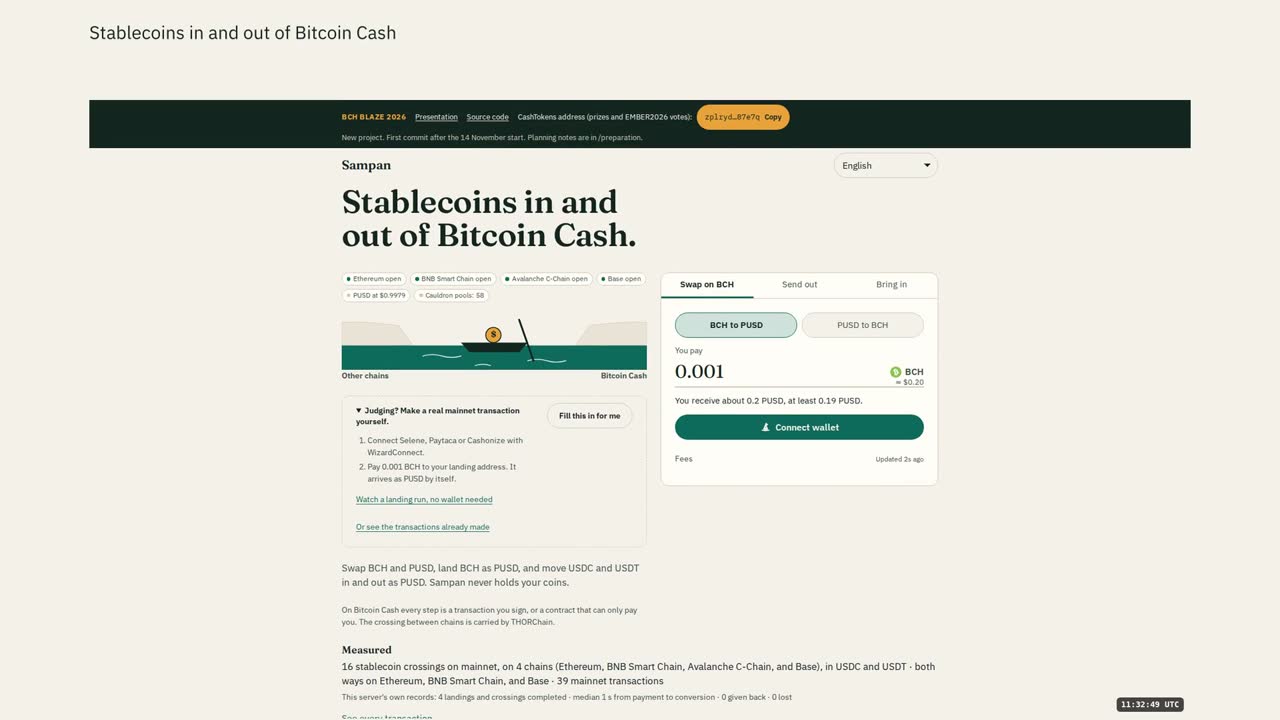 Stablecoins in and out of Bitcoin Cash
BCH BLAZE 2026 Presentation Source code CashTokens address (prizes and EMBER2026 votes): zplryd…87e7q Copy
New project. First commit after the 14 November start. Planning notes are in /preparation.
Sampan
English
Stablecoins in and
out of Bitcoin Cash.
Ethereum open BNB Smart Chain open Avalanche C-Chain open Base open
PUSD at $0.9979 Cauldron pools: 58
$
Other chains Bitcoin Cash
▼ Judging? Make a real mainnet transaction
yourself.
Fill this in for me
1. Connect Selene, Paytaca or Cashonize with
WizardConnect.
2. Pay 0.001 BCH to your landing address. It
arrives as PUSD by itself.
Watch a landing run, no wallet needed
Or see the transactions already made
Swap on BCH Send out Bring in
BCH to PUSD PUSD to BCH
You pay
0.001 BCH
≈ $0.20
You receive about 0.2 PUSD, at least 0.19 PUSD.
Connect wallet
Fees Updated 2s ago
Swap BCH and PUSD, land BCH as PUSD, and move USDC and USDT
in and out as PUSD. Sampan never holds your coins.
On Bitcoin Cash every step is a transaction you sign, or a contract that can only pay
you. The crossing between chains is carried by THORChain.
Measured
16 stablecoin crossings on mainnet, on 4 chains (Ethereum, BNB Smart Chain, Avalanche C-Chain, and Base), in USDC and USDT · both
ways on Ethereum, BNB Smart Chain, and Base · 39 mainnet transactions
This server's own records: 4 landings and crossings completed · median 1 s from payment to conversion · 0 given back · 0 lost
See every transaction
11:32:49 UTC